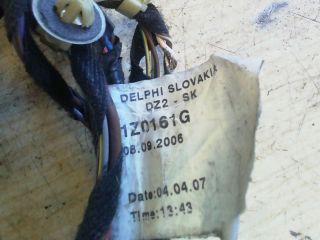 DELPHI SLOVAKIA
DZ2 - SK
1Z0161G
08.09.2006
Date:04.04.07
Time:13:43